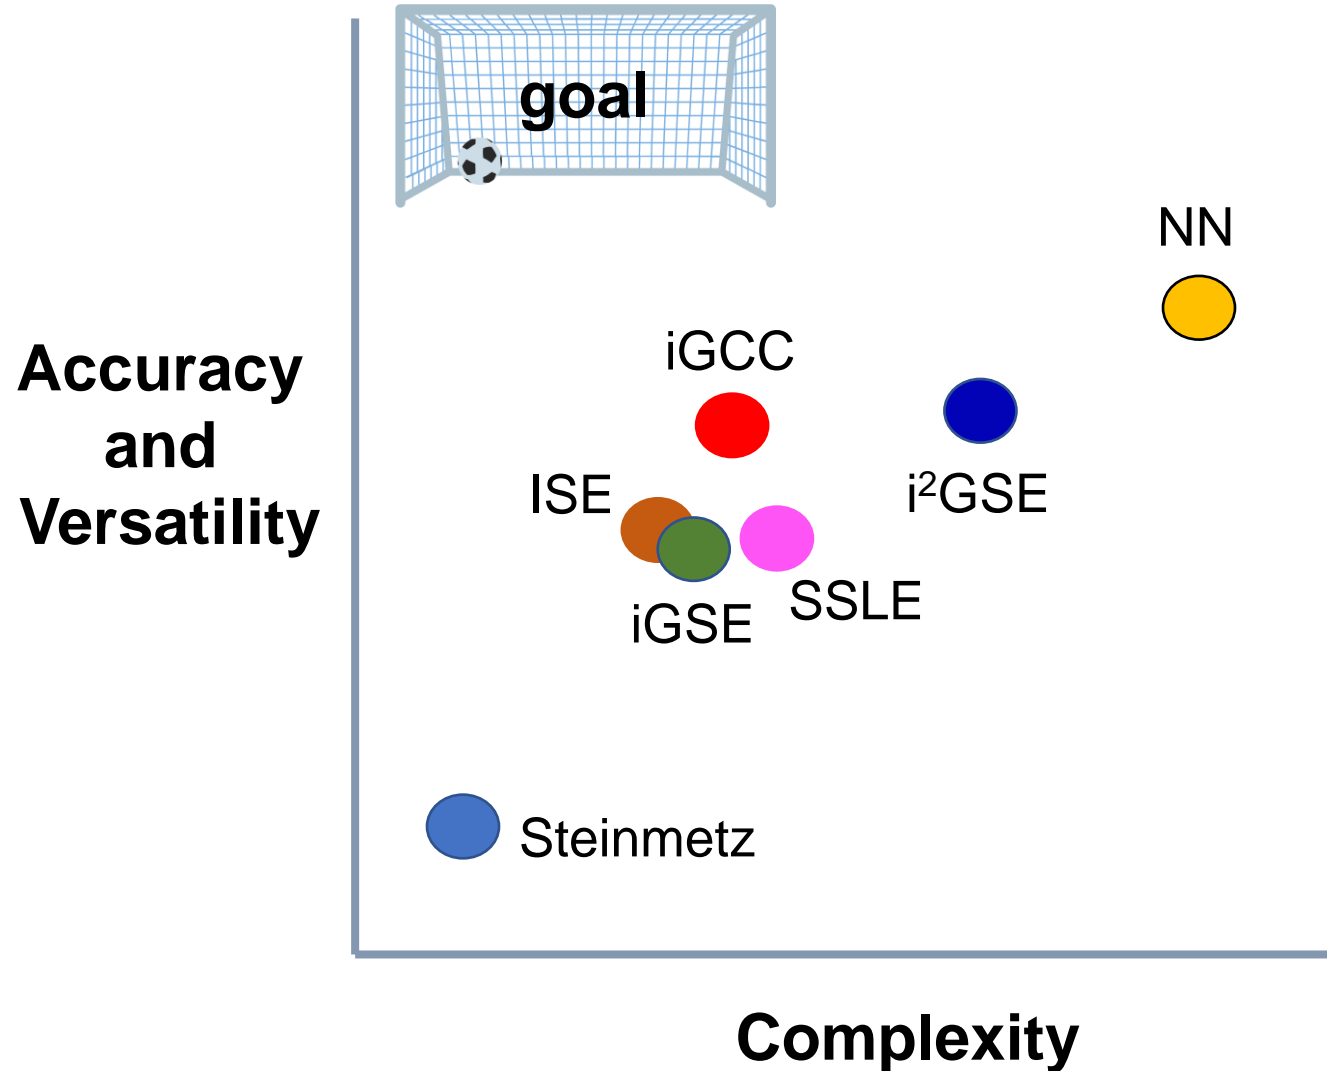 goal
NN
iGCC
Accuracy
and
Versatility
ISE
i²GSE
SSLE
iGSE
Steinmetz
Complexity